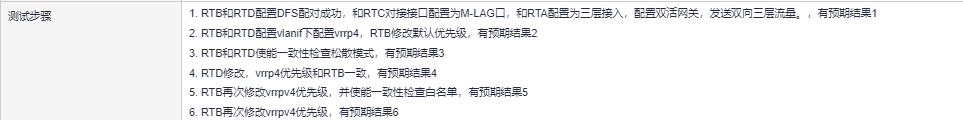 测试步骤
1. RTB和RTD配置DFS配对成功，和RTC对接接口配置为M-LAG口，和RTA配置为三层接入，配置双活网关，发送双向三层流量。，有预期结果1
2. RTB和RTD配置vlanif下配置vrrp4，RTB修改默认优先级，有预期结果2
3. RTB和RTD使能一致性检查松散模式，有预期结果3
4. RTD修改，vrrp4优先级和RTB一致，有预期结果4
5. RTB再次修改vrrpv4优先级，并使能一致性检查白名单，有预期结果5
6. RTB再次修改vrrpv4优先级，有预期结果6